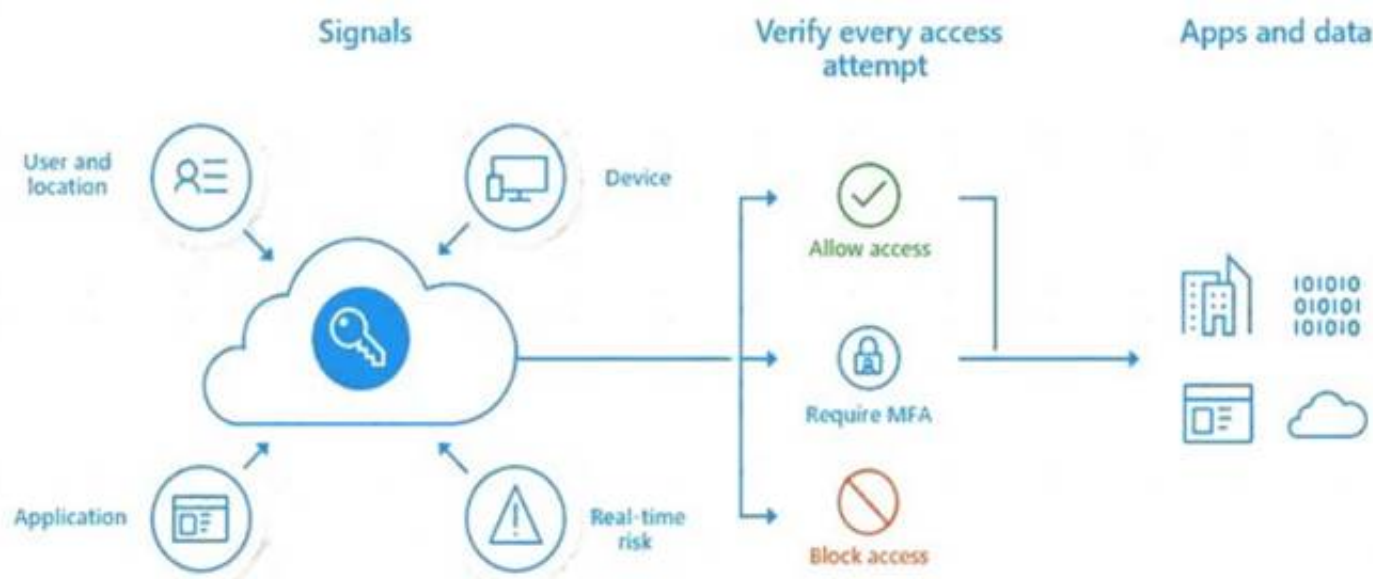 Signals
Verify every access
attempt
Apps and data
User and
location
Device
Allow access
101010
010101
101010
Require MFA
Application
Real-time
risk
Block access